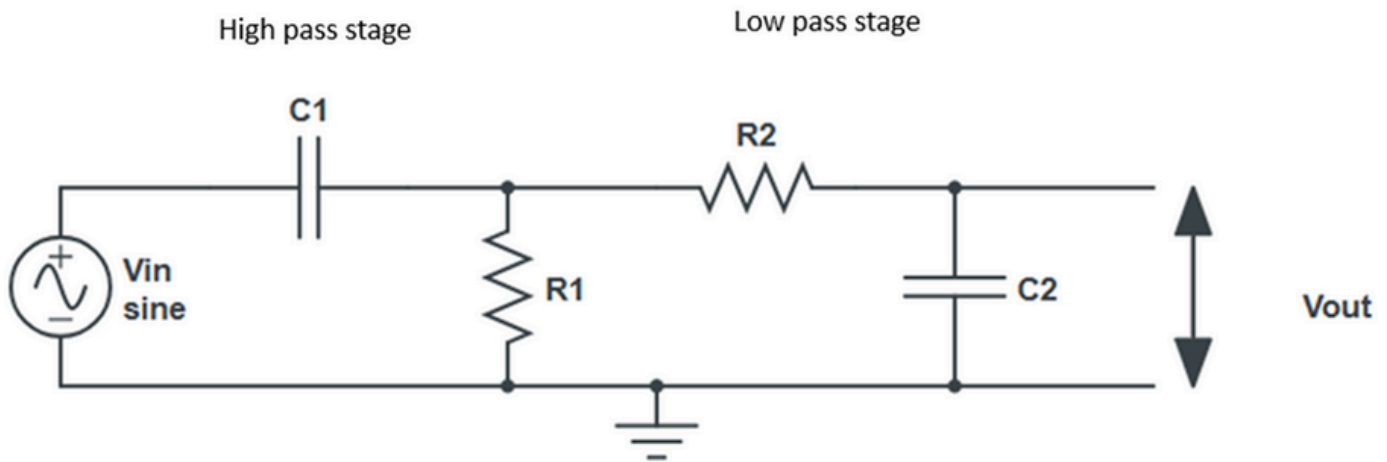 High pass stage
Low pass stage
C1
R2
Vin
sine
R1
C2
Vout